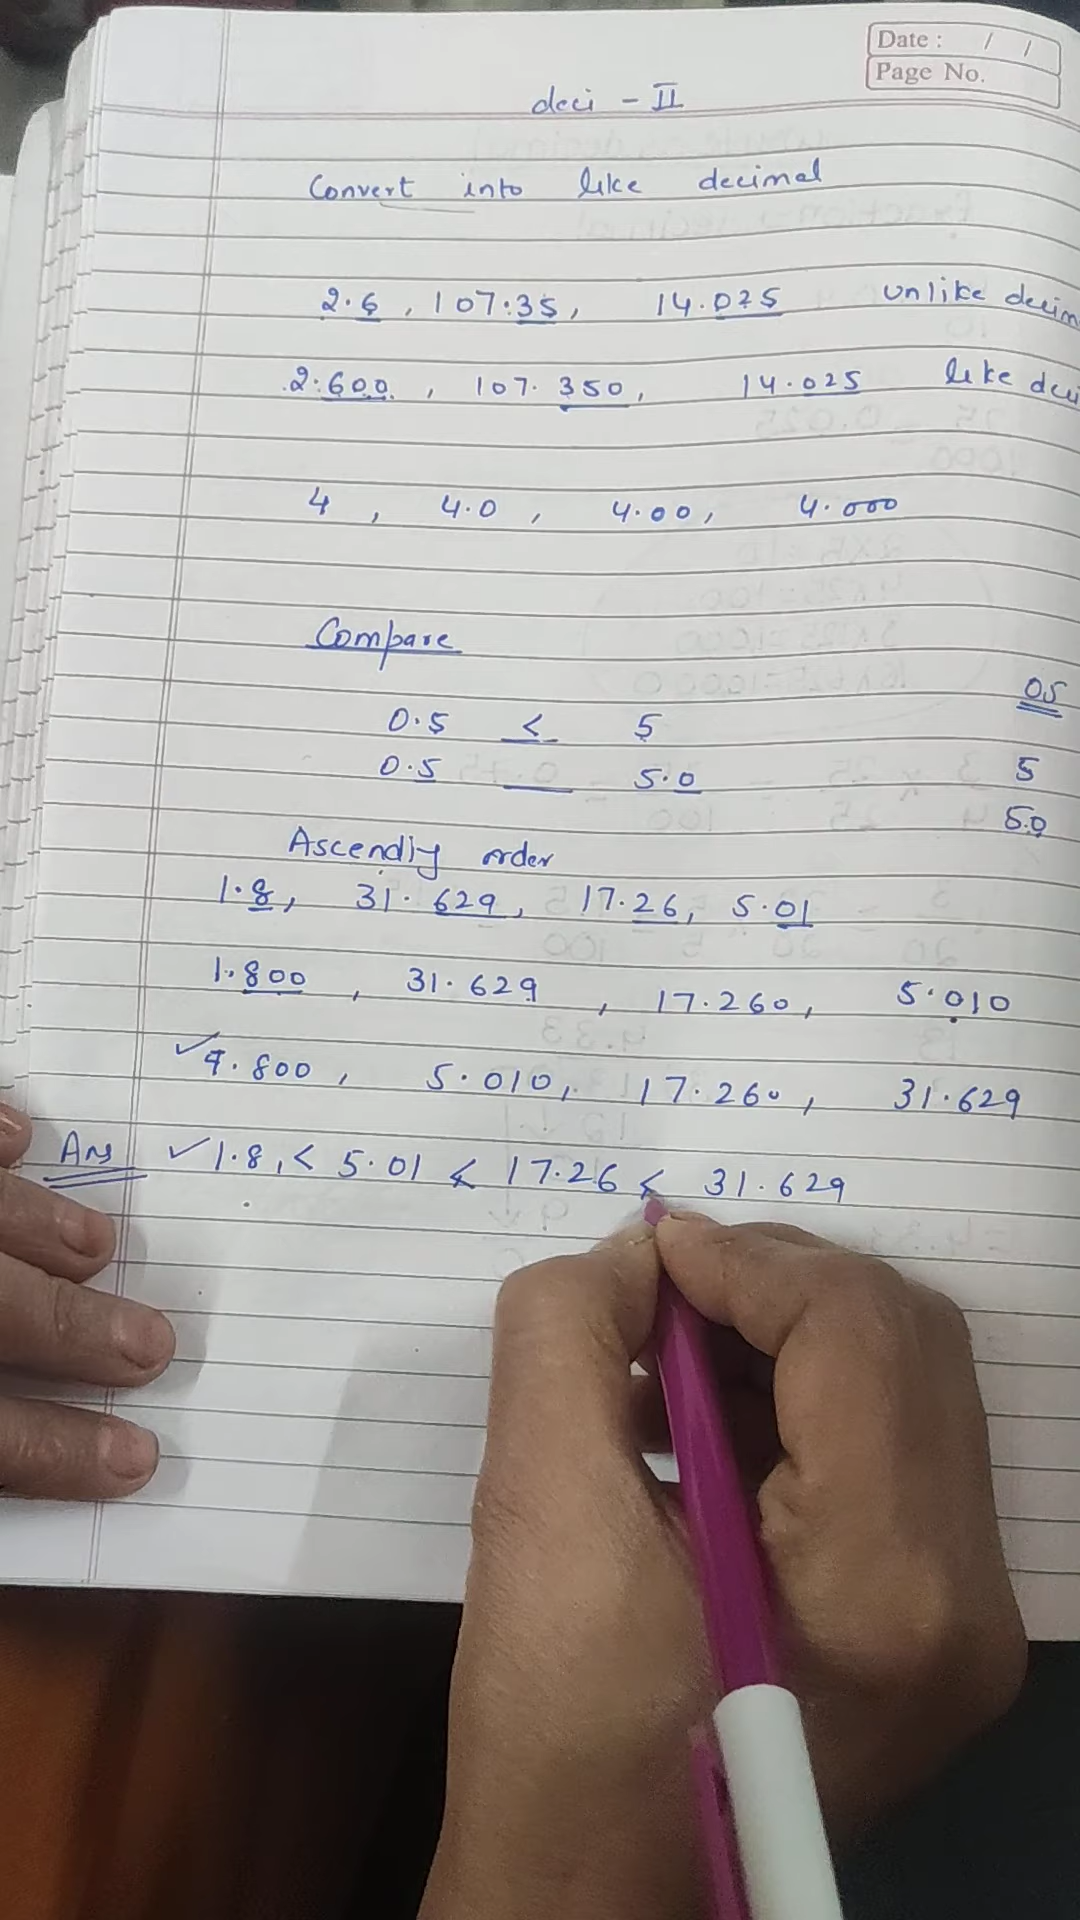 Date : / /
Page No.
deci - II
Convert into like decimal
2.6 , 107.35, 14.025 unlike decim
2.600 , 107.350, 14.025 like deci
4 , 4.0 , 4.00, 4.000
Compare
0.5
0.5 < 5
0.5 __ 5.0 5
5.0
Ascendly order
1.8, 31.629, 17.26, 5.01
1.800 , 31.629 , 17.260, 5.010
✓ 1.800 , 5.010, 17.260, 31.629
Ans ✓ 1.8, < 5.01 < 17.26 < 31.629